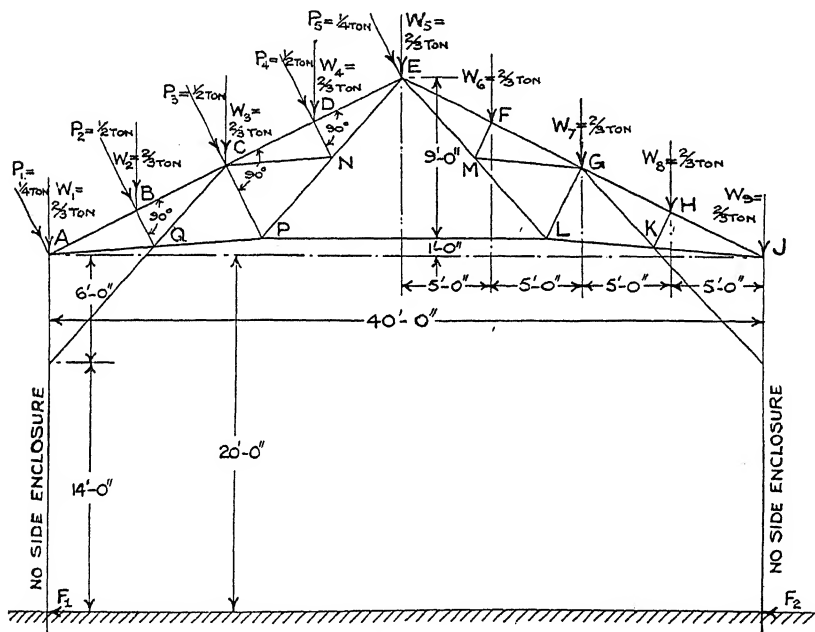 P₅=¼TON
W₅=
⅔TON
E
P₄=½TON
W₄=
⅔TON
D
W₆=⅔TON
F
P₃=½TON
W₃=
⅔TON
C
90°
N
W₇=⅔TON
G
M
9'-0"
P₂=½TON
W₂=⅔TON
B
90°
W₈=⅔TON
H
P₁=
¼TON
W₁=
⅔TON
A
90°
Q
P
L
K
W₉=
⅔TON
J
1'-0"
6'-0"
5'-0"
5'-0"
5'-0"
5'-0"
40'-0"
20'-0"
14'-0"
NO SIDE ENCLOSURE
NO SIDE ENCLOSURE
F₁
F₂